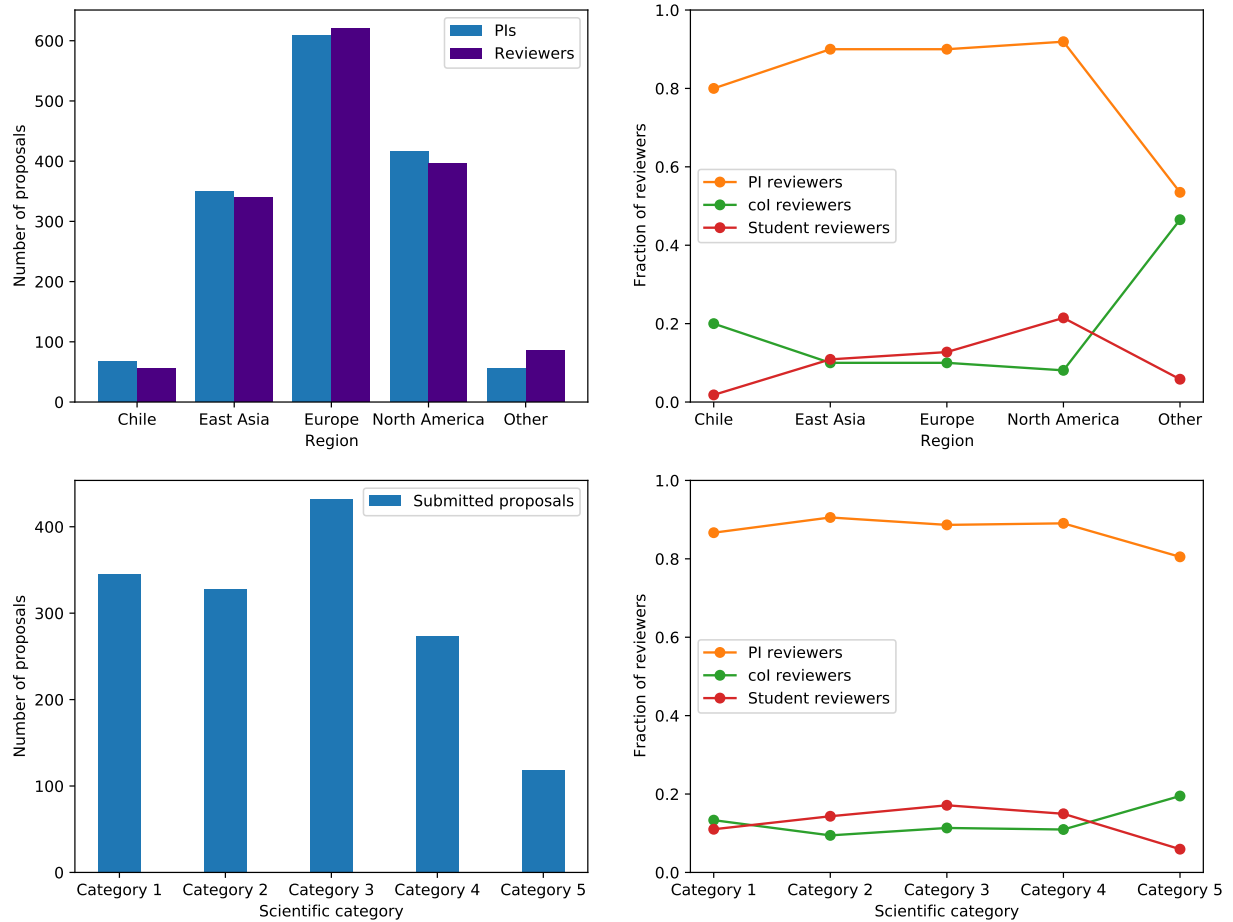 600
500
400
300
200
100
0
Number of proposals
PIs
Reviewers
Chile East Asia Europe North America Other
Region
1.0
0.8
0.6
0.4
0.2
0.0
Fraction of reviewers
PI reviewers
coI reviewers
Student reviewers
Chile East Asia Europe North America Other
Region
400
300
200
100
0
Number of proposals
Submitted proposals
Category 1 Category 2 Category 3 Category 4 Category 5
Scientific category
1.0
0.8
0.6
0.4
0.2
0.0
Fraction of reviewers
PI reviewers
coI reviewers
Student reviewers
Category 1 Category 2 Category 3 Category 4 Category 5
Scientific category